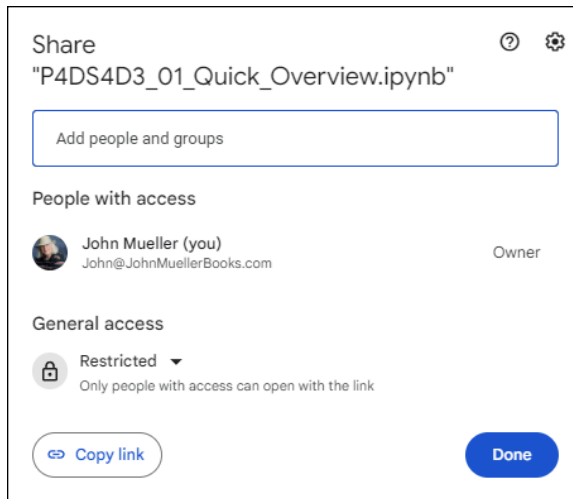 Share
"P4DS4D3_01_Quick_Overview.ipynb"
Add people and groups
People with access
John Mueller (you)
John@JohnMuellerBooks.com
Owner
General access
Restricted
Only people with access can open with the link
Copy link
Done